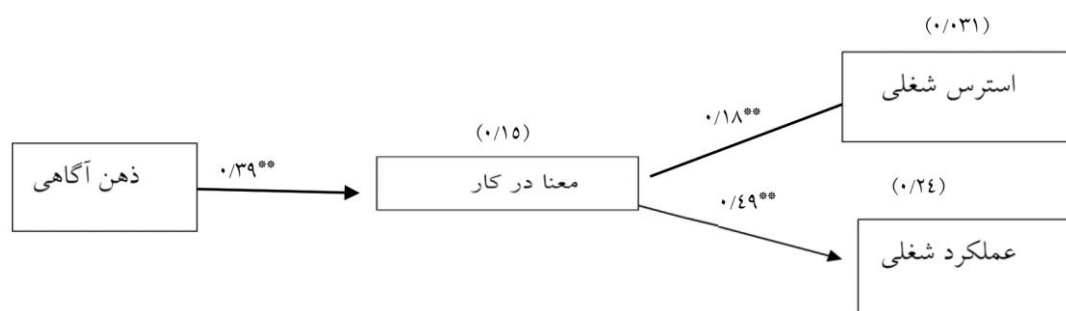 (۰/۰۳۱)
استرس شغلی
۰/۱۸**
(۰/۱۵)
ذهن آگاهی
۰/۳۹**
معنا در کار
(۰/۲٤)
۰/٤۹**
عملکرد شغلی